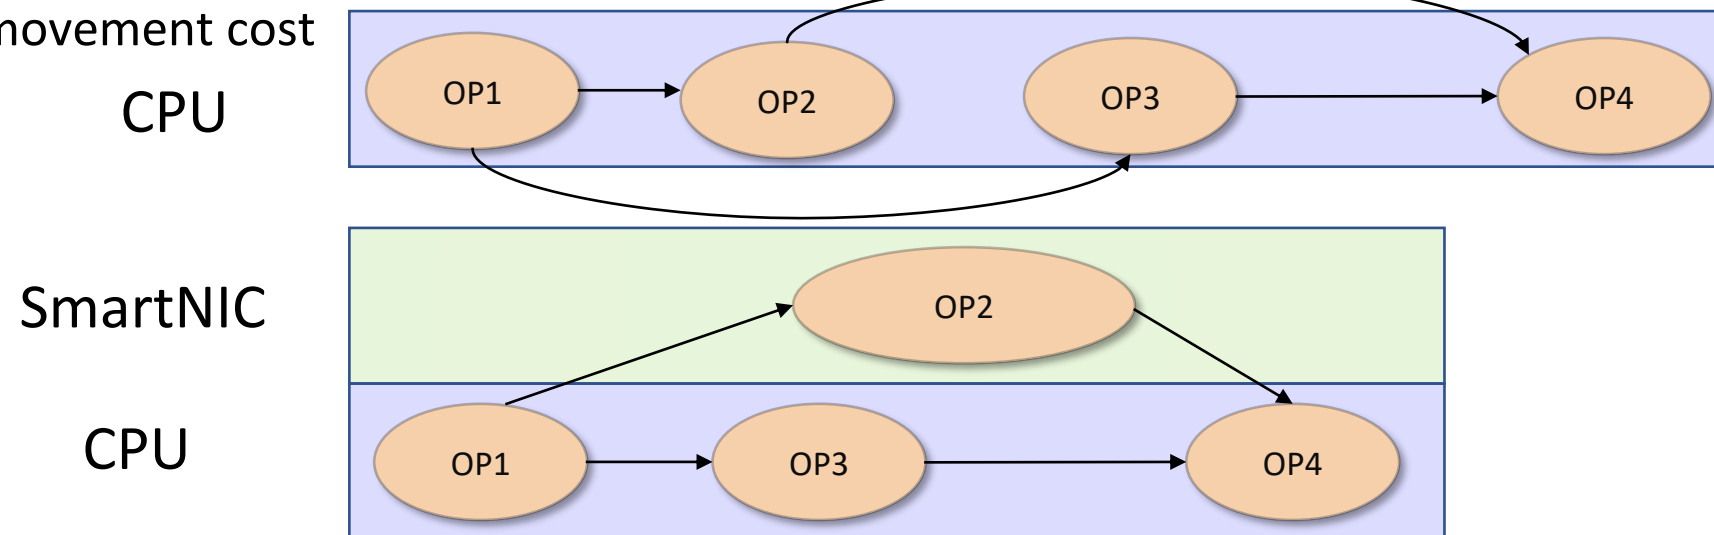 movement cost
CPU
OP1 OP2 OP3 OP4
SmartNIC
OP2
CPU
OP1 OP3 OP4